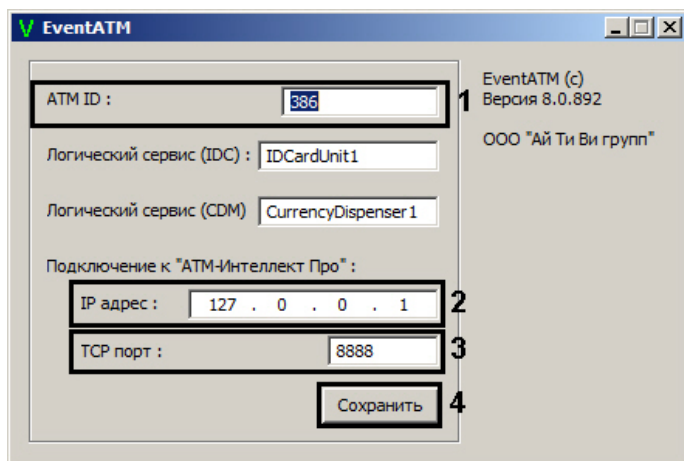 EventATM
ATM ID : 386 1
EventATM (c)
Версия 8.0.892
ООО "Ай Ти Ви групп"
Логический сервис (IDC) : IDCardUnit1
Логический сервис (CDM) CurrencyDispenser1
Подключение к "АТМ-Интеллект Про" :
IP адрес : 127 . 0 . 0 . 1 2
TCP порт : 8888 3
Сохранить 4